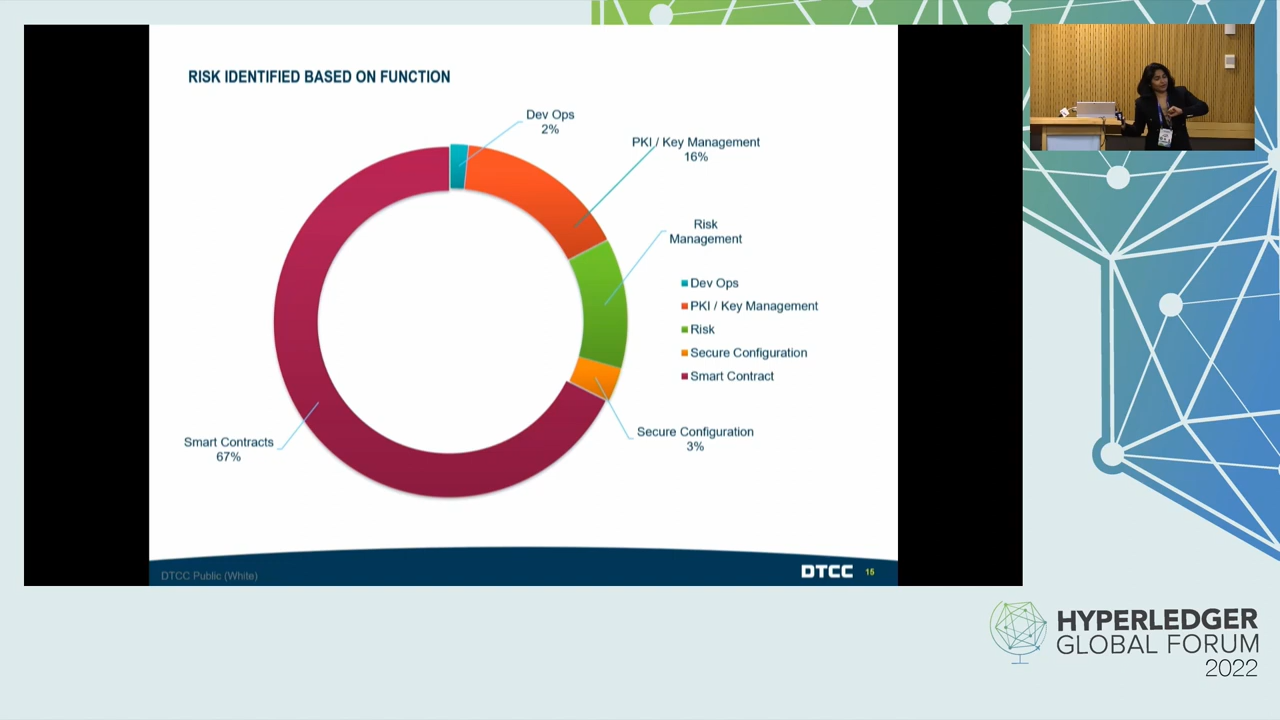 RISK IDENTIFIED BASED ON FUNCTION
Dev Ops
2%
PKI / Key Management
16%
Risk
Management
Dev Ops
PKI / Key Management
Risk
Secure Configuration
Smart Contract
Smart Contracts
67%
Secure Configuration
3%
DTCC Public (White)
DTCC
15
HYPERLEDGER
GLOBAL FORUM
2022